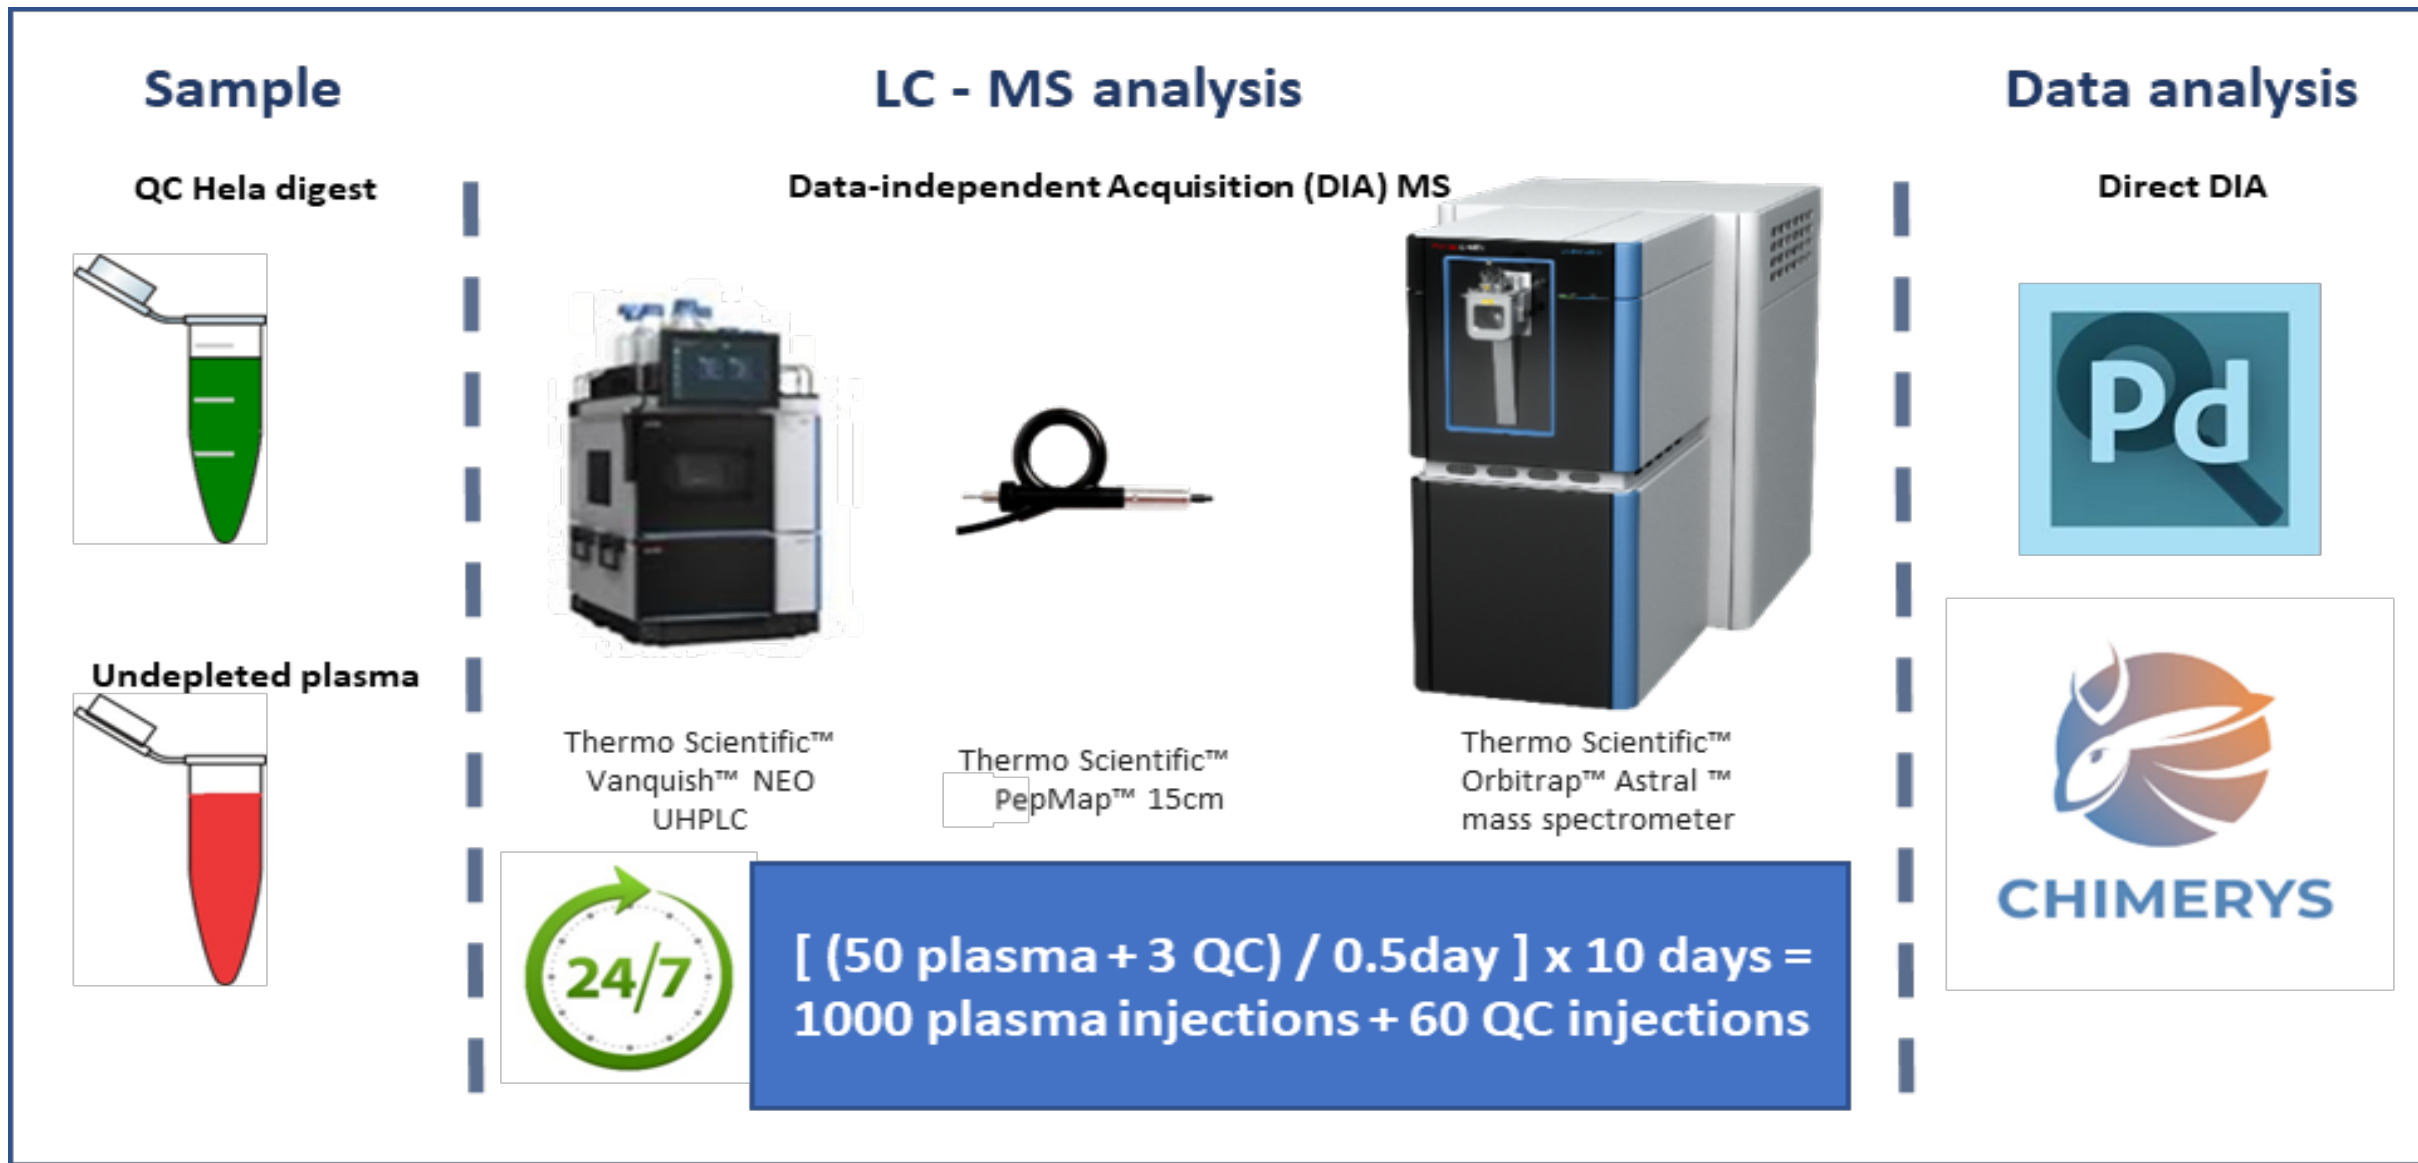 Sample
QC Hela digest
Undepleted plasma
LC - MS analysis
Data-independent Acquisition (DIA) MS
Thermo Scientific™
Vanquish™ NEO
UHPLC
Thermo Scientific™
PepMap™ 15cm
Thermo Scientific™
Orbitrap™ Astral ™
mass spectrometer
24/7
[ (50 plasma + 3 QC) / 0.5day ] x 10 days =
1000 plasma injections + 60 QC injections
Data analysis
Direct DIA
Pd
CHIMERYS